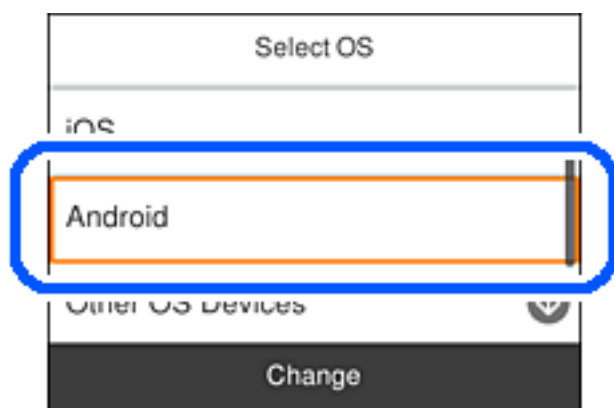 Select OS
iOS
Android
Other OS Devices
Change